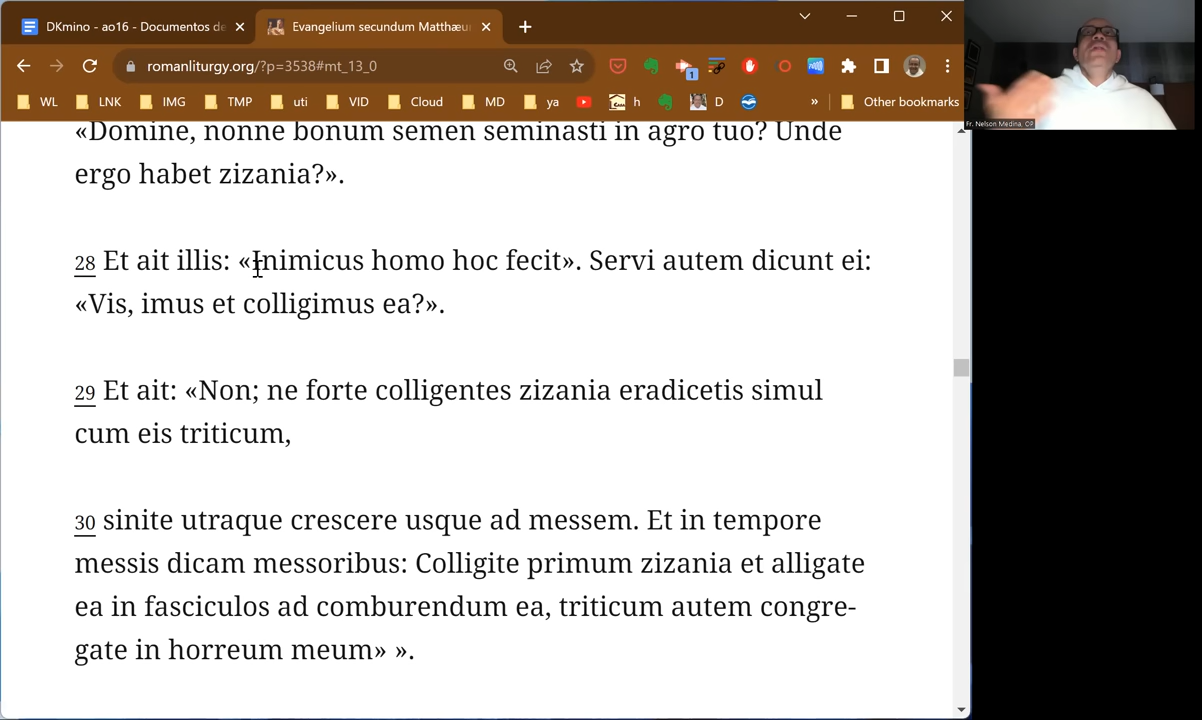 DKmino - ao16 - Documentos de
Evangelium secundum Matthæu
romanliturgy.org/?p=3538#mt_13_0
1
WL LNK IMG TMP uti VID Cloud MD ya h D » Other bookmarks
Fr. Nelson Medina, OP
«Domine, nonne bonum semen seminasti in agro tuo? Unde
ergo habet zizania?».
28 Et ait illis: «Inimicus homo hoc fecit». Servi autem dicunt ei:
«Vis, imus et colligimus ea?».
29 Et ait: «Non; ne forte colligentes zizania eradicetis simul
cum eis triticum,
30 sinite utraque crescere usque ad messem. Et in tempore
messis dicam messoribus: Colligite primum zizania et alligate
ea in fasciculos ad comburendum ea, triticum autem congre-
gate in horreum meum» ».